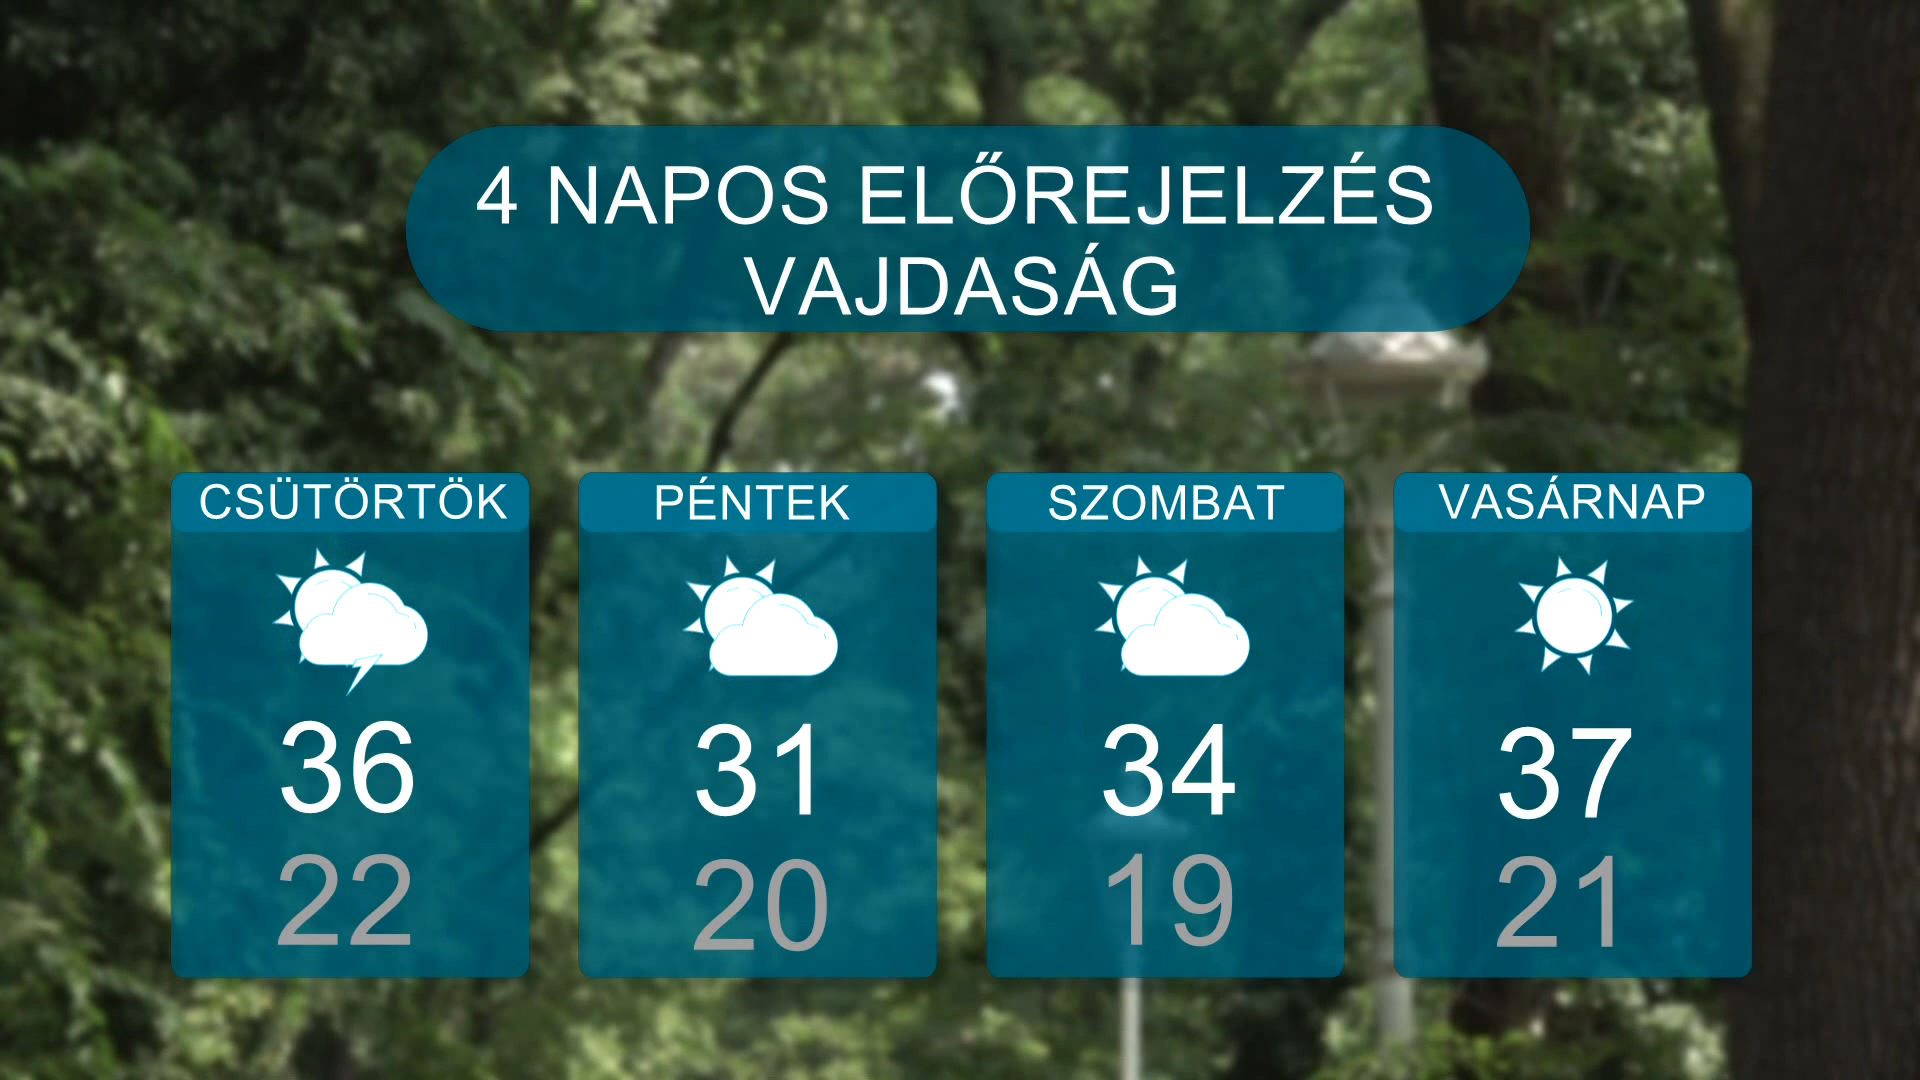 4 NAPOS ELŐREJELZÉS
VAJDASÁG
CSÜTÖRTÖK
36
22
PÉNTEK
31
20
SZOMBAT
34
19
VASÁRNAP
37
21